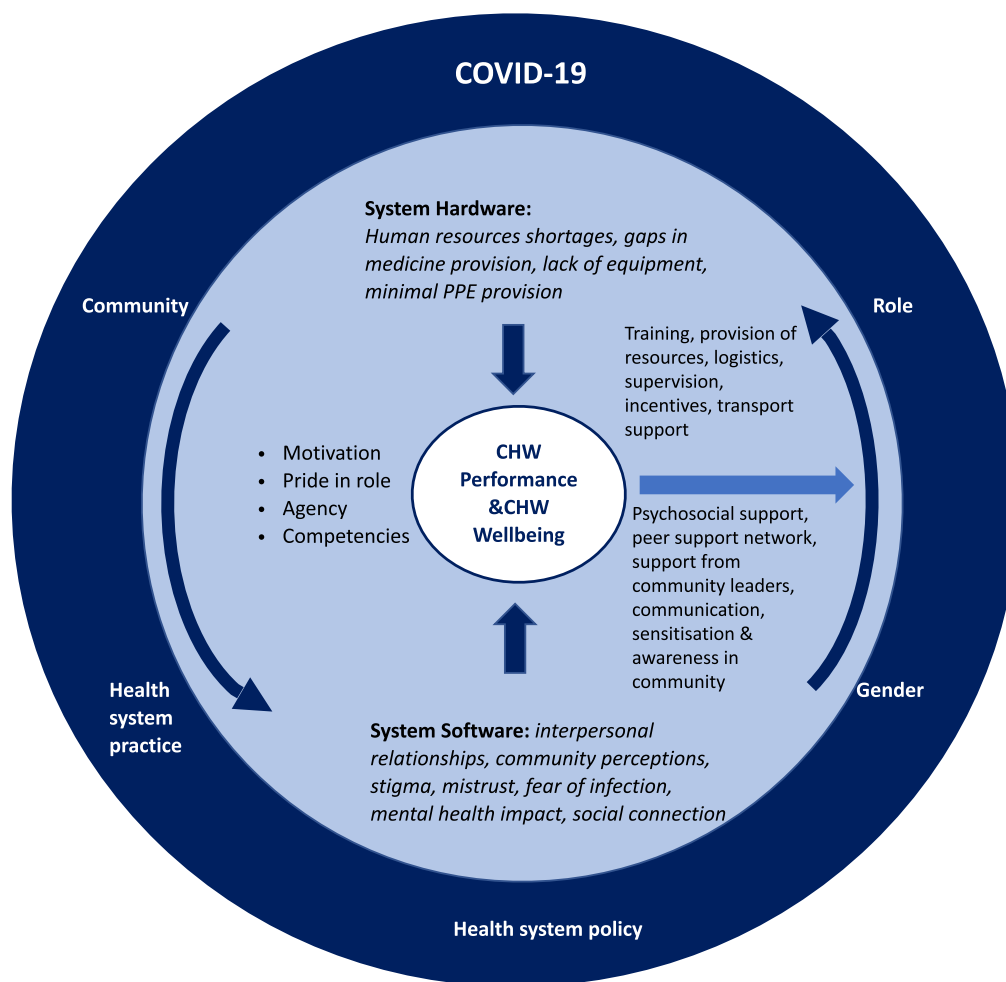 COVID-19
System Hardware:
Human resources shortages, gaps in
medicine provision, lack of equipment,
minimal PPE provision
Community
Role
Training, provision of
resources, logistics,
supervision,
incentives, transport
support
• Motivation
• Pride in role
• Agency
• Competencies
CHW
Performance
&CHW
Wellbeing
Psychosocial support,
peer support network,
support from
community leaders,
communication,
sensitisation &
awareness in
community
Health
system
practice
Gender
System Software: interpersonal
relationships, community perceptions,
stigma, mistrust, fear of infection,
mental health impact, social connection
Health system policy